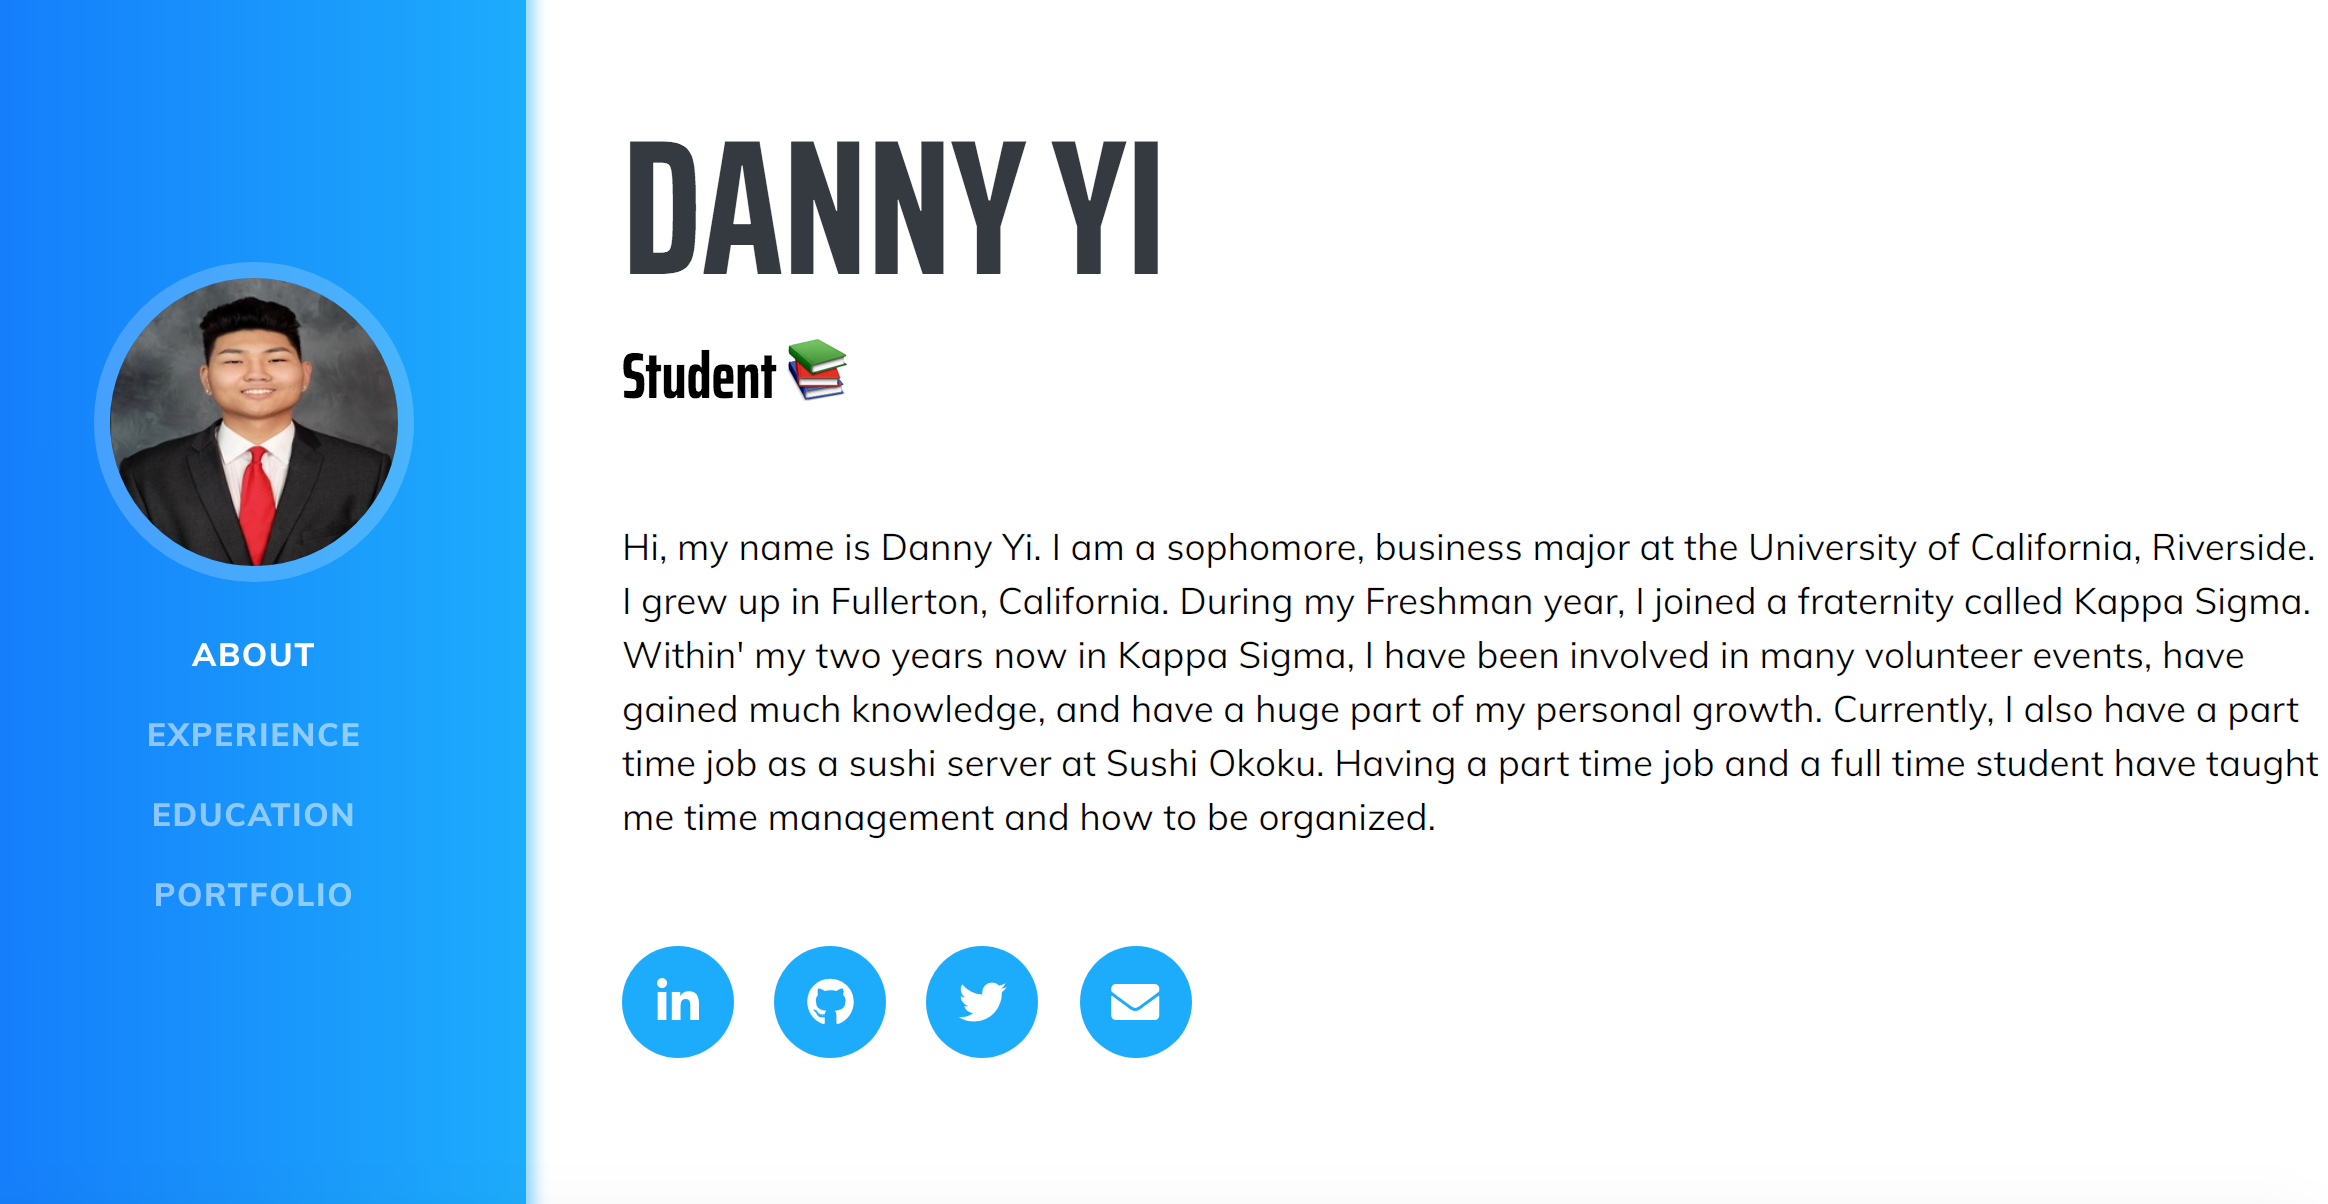 DANNY YI
Student
Hi, my name is Danny Yi. I am a sophomore, business major at the University of California, Riverside.
I grew up in Fullerton, California. During my Freshman year, I joined a fraternity called Kappa Sigma.
Within' my two years now in Kappa Sigma, I have been involved in many volunteer events, have
gained much knowledge, and have a huge part of my personal growth. Currently, I also have a part
time job as a sushi server at Sushi Okoku. Having a part time job and a full time student have taught
me time management and how to be organized.
ABOUT
EXPERIENCE
EDUCATION
PORTFOLIO
in